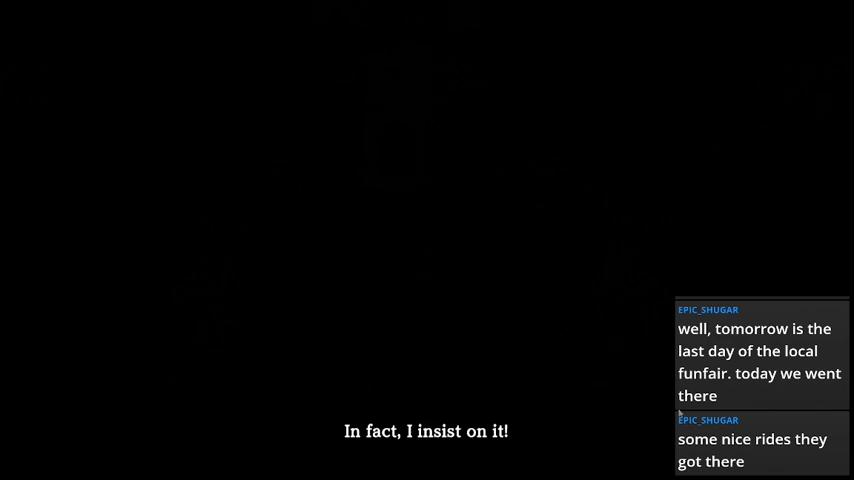 EPIC_SHUGAR
well, tomorrow is the
last day of the local
funfair. today we went
there
EPIC_SHUGAR
some nice rides they
got there
In fact, I insist on it!